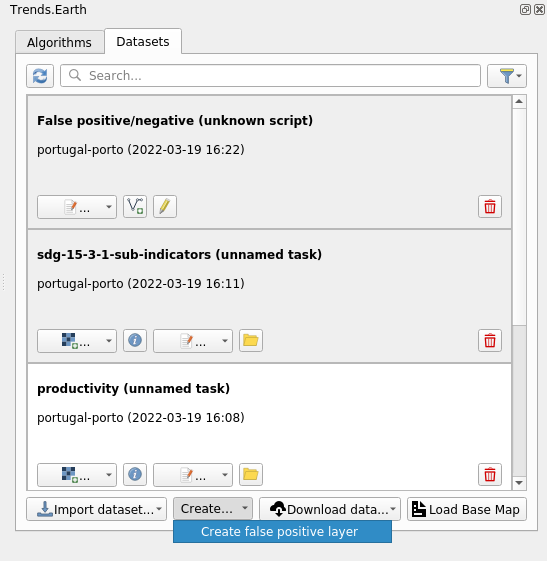 Trends.Earth
Algorithms
Datasets
Search...
False positive/negative (unknown script)
portugal-porto (2022-03-19 16:22)
...
sdg-15-3-1-sub-indicators (unnamed task)
portugal-porto (2022-03-19 16:11)
... ...
productivity (unnamed task)
portugal-porto (2022-03-19 16:08)
... ...
Import dataset... Create... Download data... Load Base Map
Create false positive layer